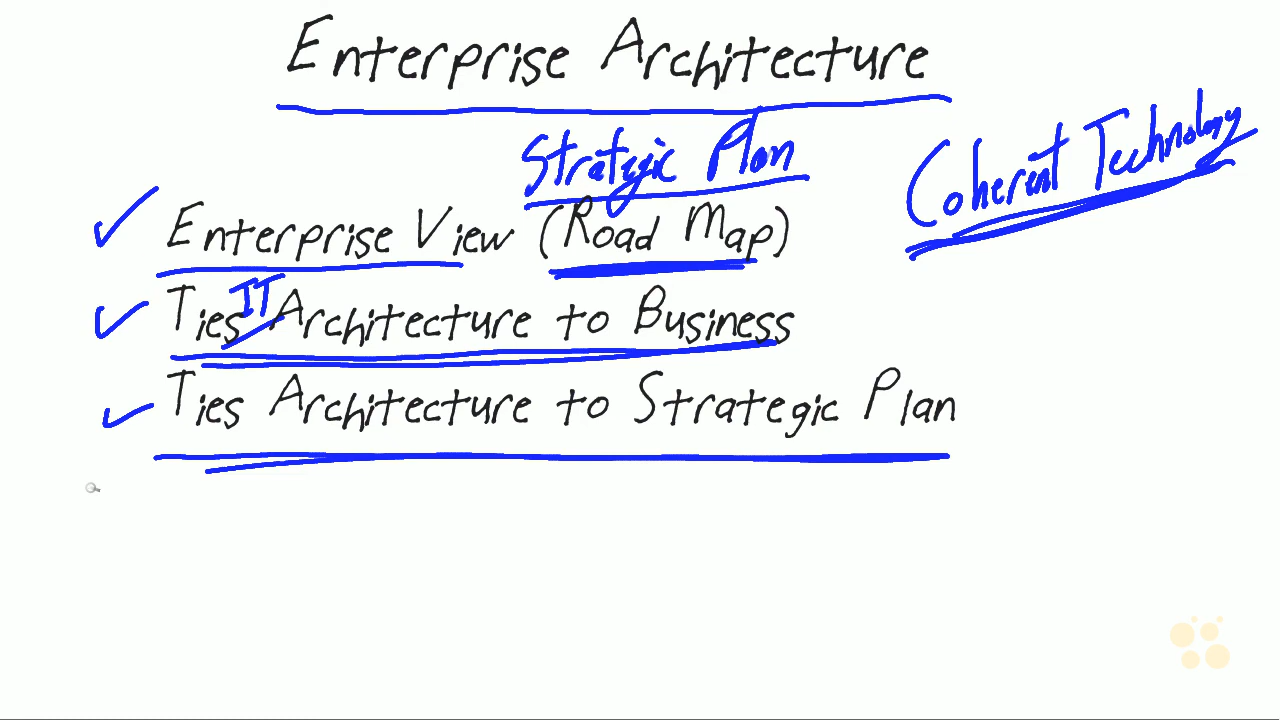 Enterprise Architecture
Strategic Plan
Coherent Technology
Enterprise View (Road Map)
IT
Ties Architecture to Business
Ties Architecture to Strategic Plan